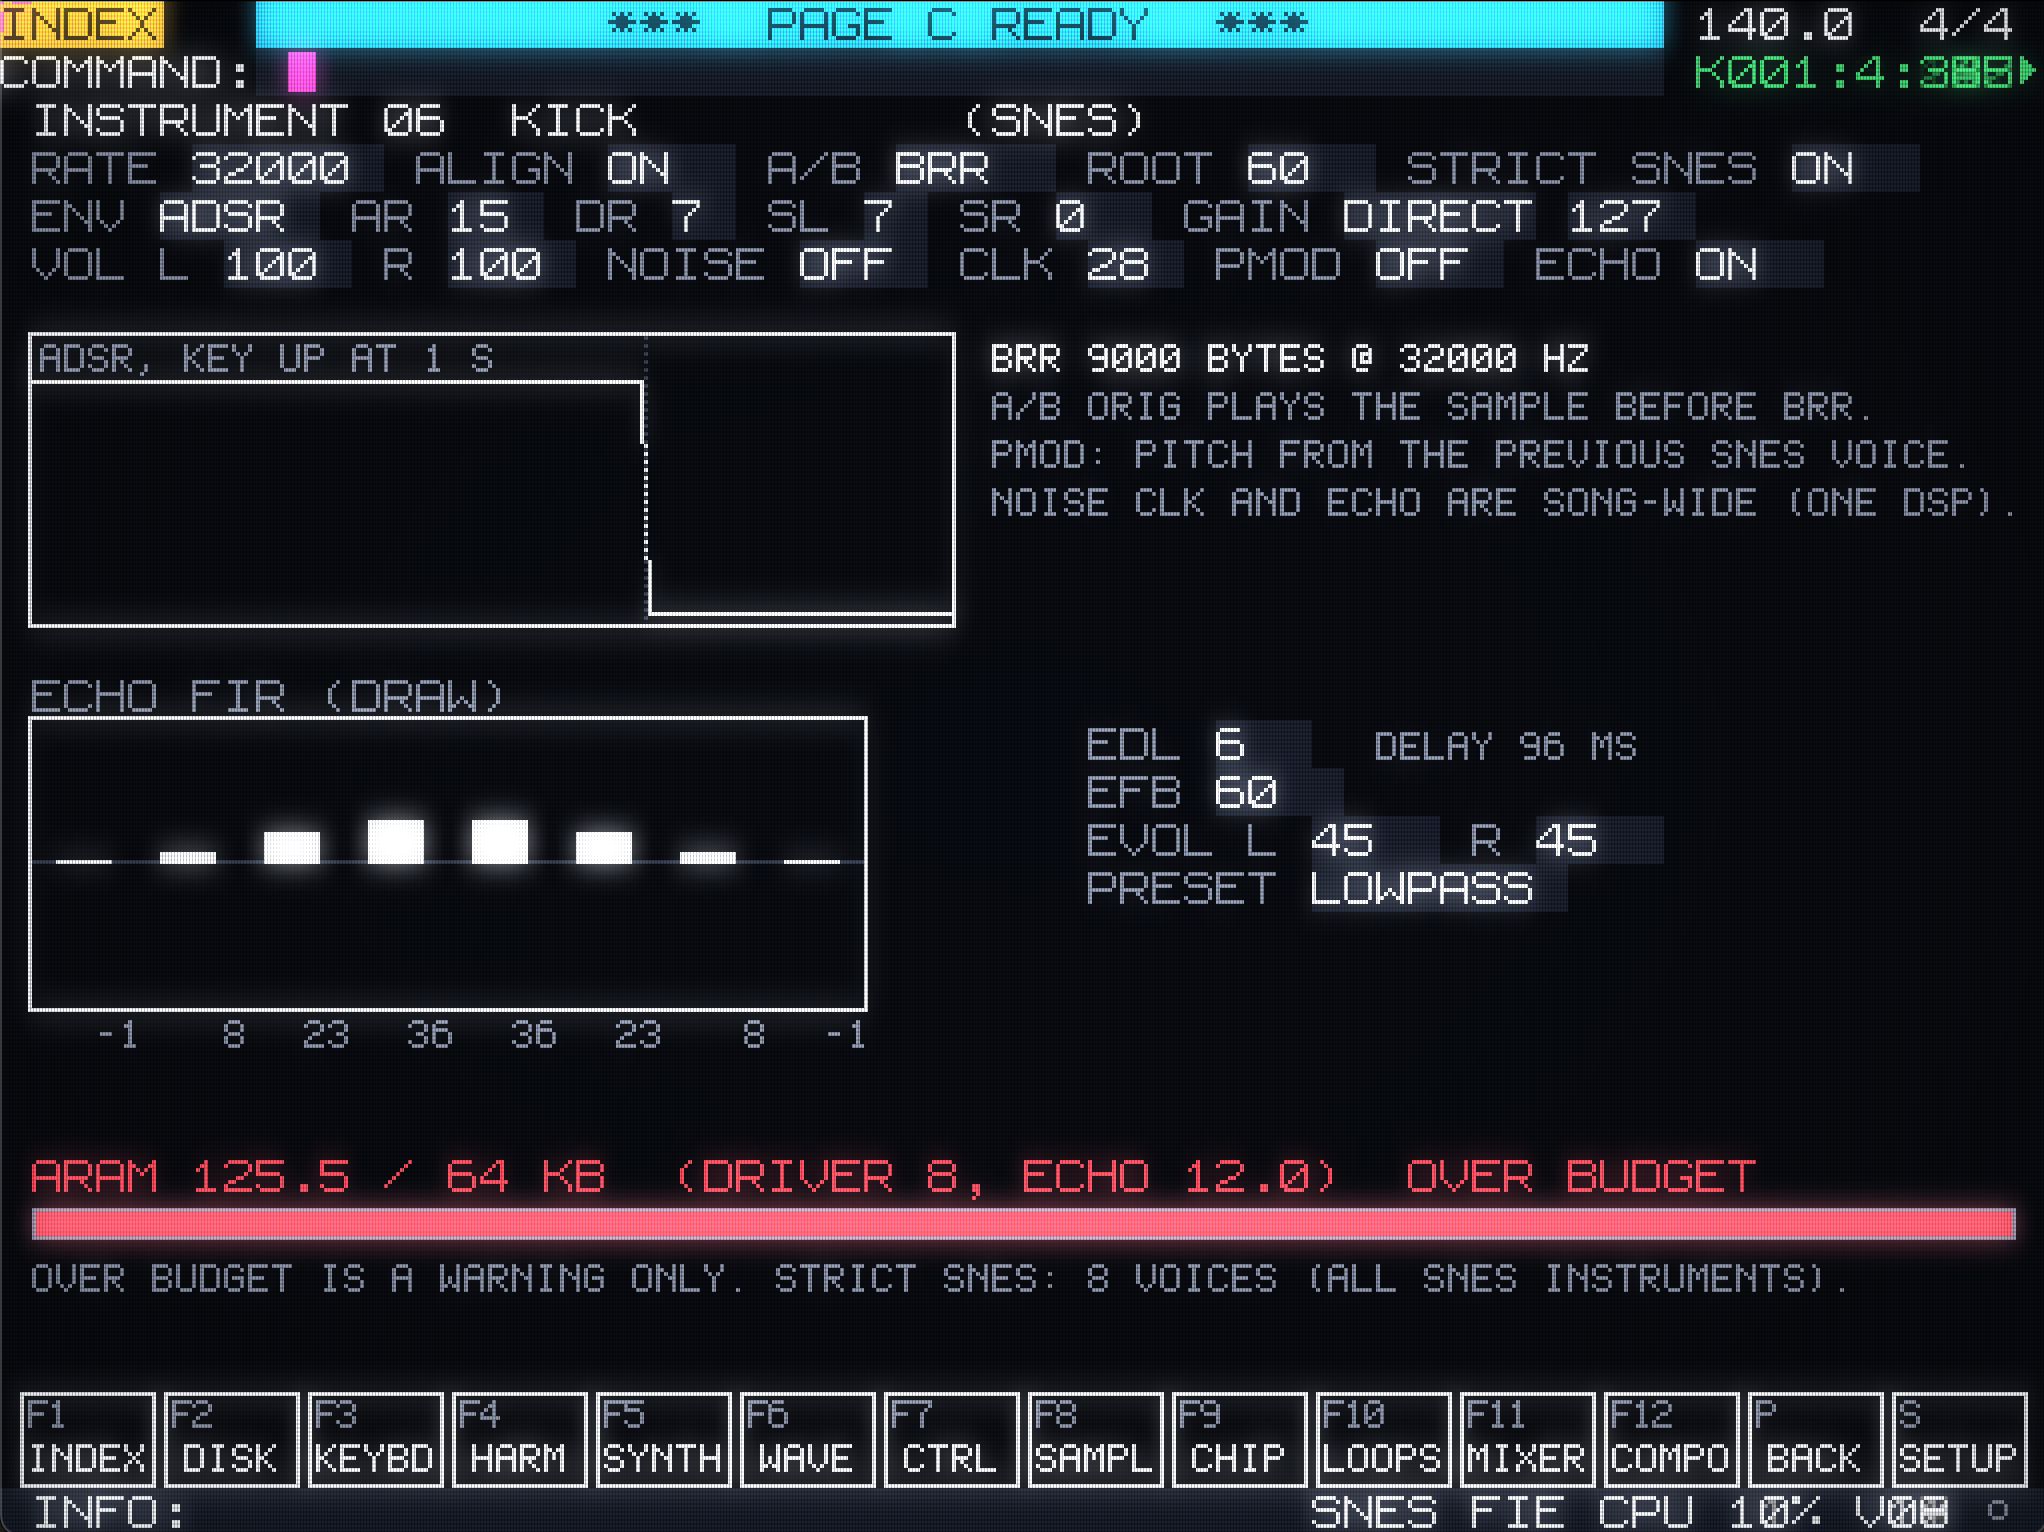 INDEX *** PAGE C READY *** 140.0 4/4
COMMAND: K001:4:
INSTRUMENT 06 KICK (SNES)
RATE 32000 ALIGN ON A/B BRR ROOT 60 STRICT SNES ON
ENV ADSR AR 15 DR 7 SL 7 SR 0 GAIN DIRECT 127
VOL L 100 R 100 NOISE OFF CLK 28 PMOD OFF ECHO ON
ADSR, KEY UP AT 1 S
BRR 9000 BYTES @ 32000 HZ
A/B ORIG PLAYS THE SAMPLE BEFORE BRR.
PMOD: PITCH FROM THE PREVIOUS SNES VOICE.
NOISE CLK AND ECHO ARE SONG-WIDE (ONE DSP).
ECHO FIR (DRAW)
-1 8 23 36 36 23 8 -1
EDL 6 DELAY 96 MS
EFB 60
EVOL L 45 R 45
PRESET LOWPASS
ARAM 125.5 / 64 KB (DRIVER 8, ECHO 12.0) OVER BUDGET
OVER BUDGET IS A WARNING ONLY. STRICT SNES: 8 VOICES (ALL SNES INSTRUMENTS).
F1 F2 F3 F4 F5 F6 F7 F8 F9 F10 F11 F12 P S
INDEX DISK KEYBD HARM SYNTH WAVE CTRL SAMPL CHIP LOOPS MIXER COMPO BACK SETUP
INFO: SNES FIE CPU 10%